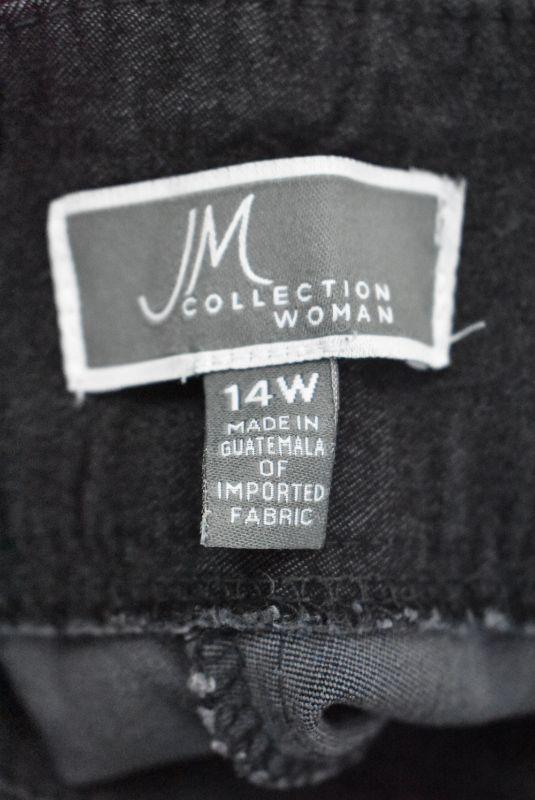 JM
COLLECTION
WOMAN
14W
MADE IN
GUATEMALA
OF
IMPORTED
FABRIC